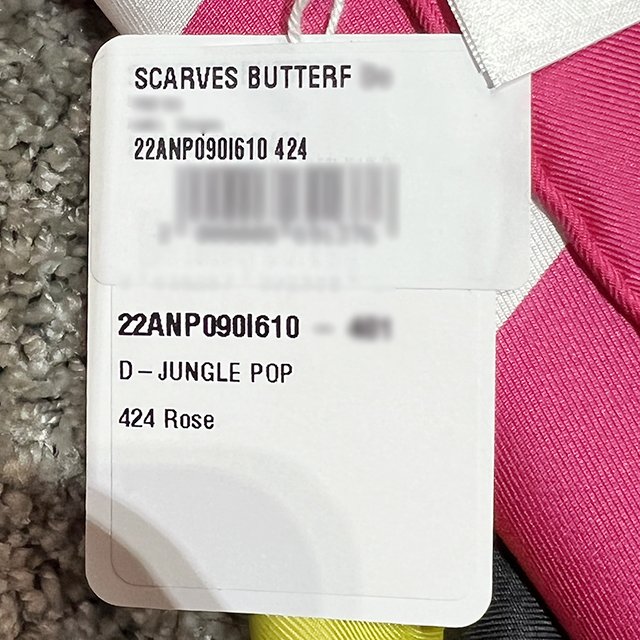 SCARVES BUTTERF
22ANP090I610 424
22ANP090I610
D-JUNGLE POP
424 Rose